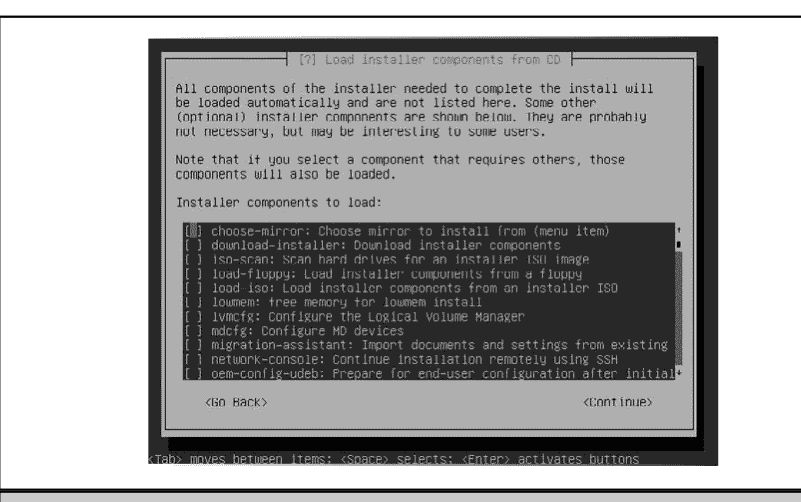 [?] Load installer components from CD
All components of the installer needed to complete the install will
be loaded automatically and are not listed here. Some other
(optional) installer components are shown below. They are probably
not necessary, but may be interesting to some users.
Note that if you select a component that requires others, those
components will also be loaded.
Installer components to load:
[ ] choose-mirror: Choose mirror to install from (menu item)
[ ] download-installer: Download installer components
[ ] iso-scan: Scan hard drives for an installer ISO image
[ ] load-floppy: Load installer components from a floppy
[ ] load-iso: Load installer components from an installer ISO
[ ] lowmem: free memory for lowmem install
[ ] lvmcfg: Configure the Logical Volume Manager
[ ] mdcfg: Configure MD devices
[ ] migration-assistant: Import documents and settings from existing
[ ] network-console: Continue installation remotely using SSH
[ ] oem-config-udeb: Prepare for end-user configuration after initial
<Go Back> <Continue>
<Tab> moves between items; <Space> selects; <Enter> activates buttons